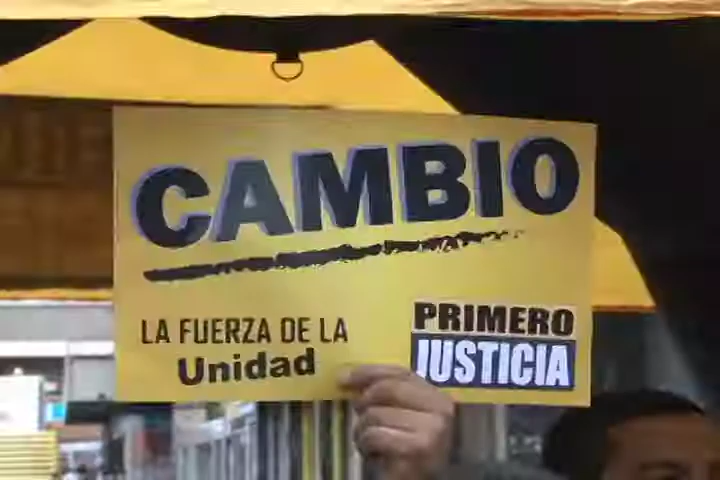 CAMBIO
LA FUERZA DE LA
Unidad
PRIMERO
JUSTICIA